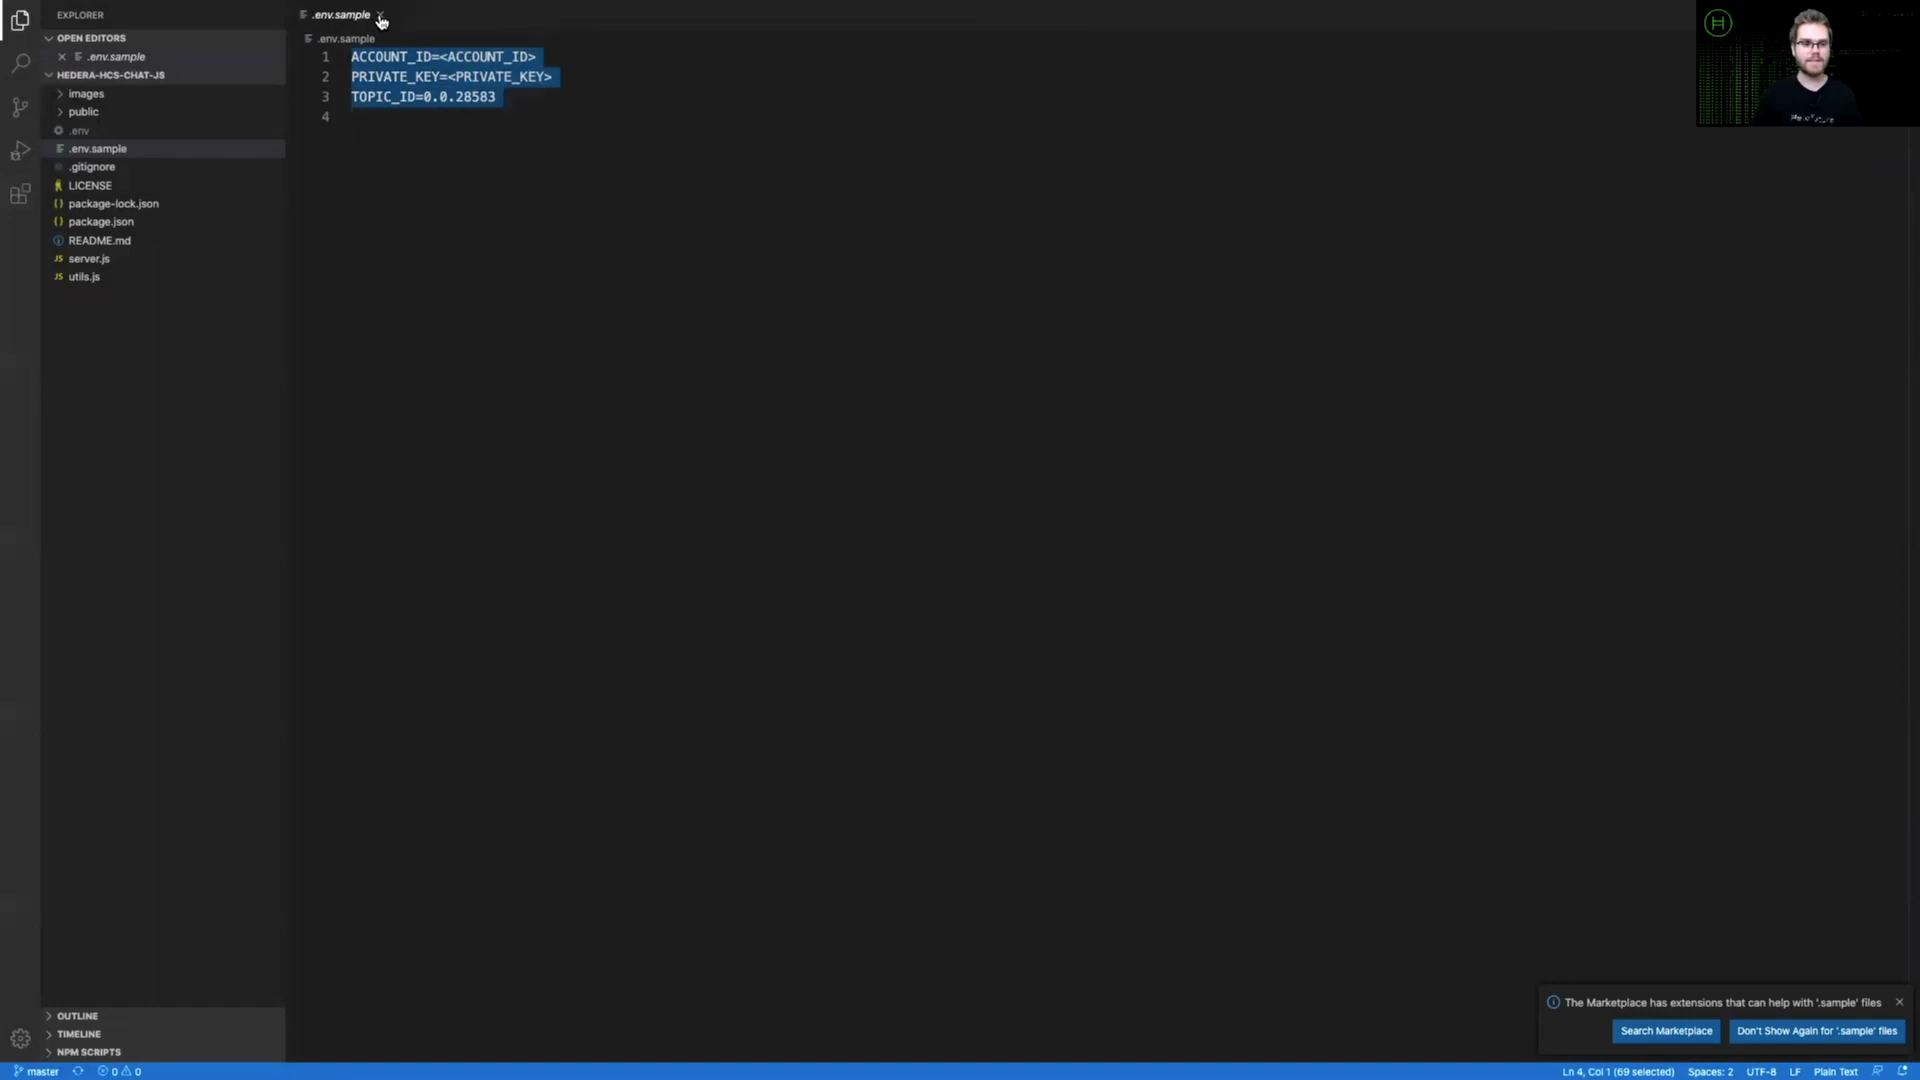 EXPLORER
OPEN EDITORS
.env.sample
HEDERA-HCS-CHAT-JS
images
public
.env
.env.sample
.gitignore
LICENSE
package-lock.json
package.json
README.md
JS server.js
JS utils.js
OUTLINE
TIMELINE
NPM SCRIPTS
.env.sample
.env.sample
1 ACCOUNT_ID=<ACCOUNT_ID>
2 PRIVATE_KEY=<PRIVATE_KEY>
3 TOPIC_ID=0.0.28583
4
H
The Marketplace has extensions that can help with '.sample' files
Search Marketplace
Don't Show Again for '.sample' files
master 0 0
Ln 4, Col 1 (69 selected) Spaces: 2 UTF-8 LF Plain Text